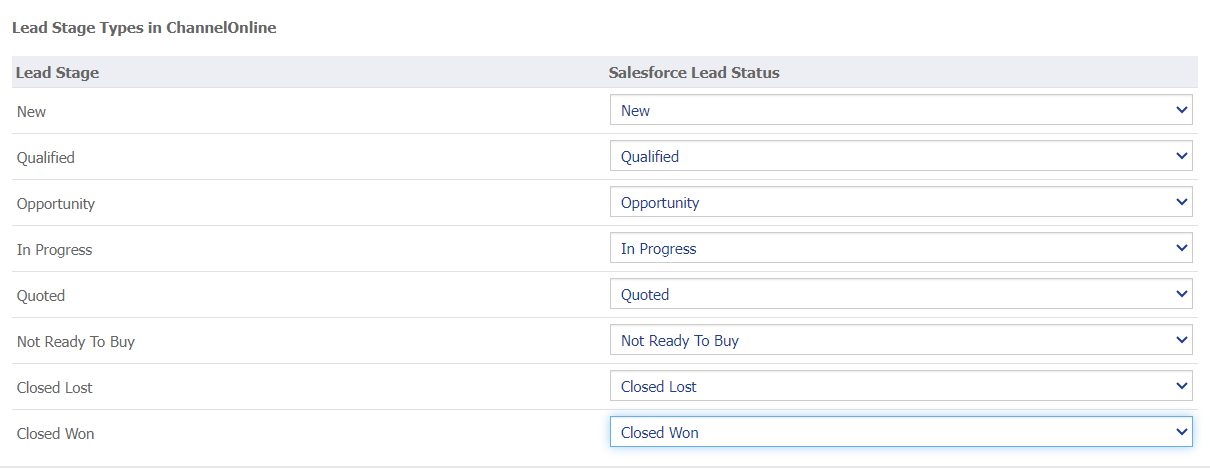 Lead Stage Types in ChannelOnline
Lead Stage Salesforce Lead Status
New New
Qualified Qualified
Opportunity Opportunity
In Progress In Progress
Quoted Quoted
Not Ready To Buy Not Ready To Buy
Closed Lost Closed Lost
Closed Won Closed Won